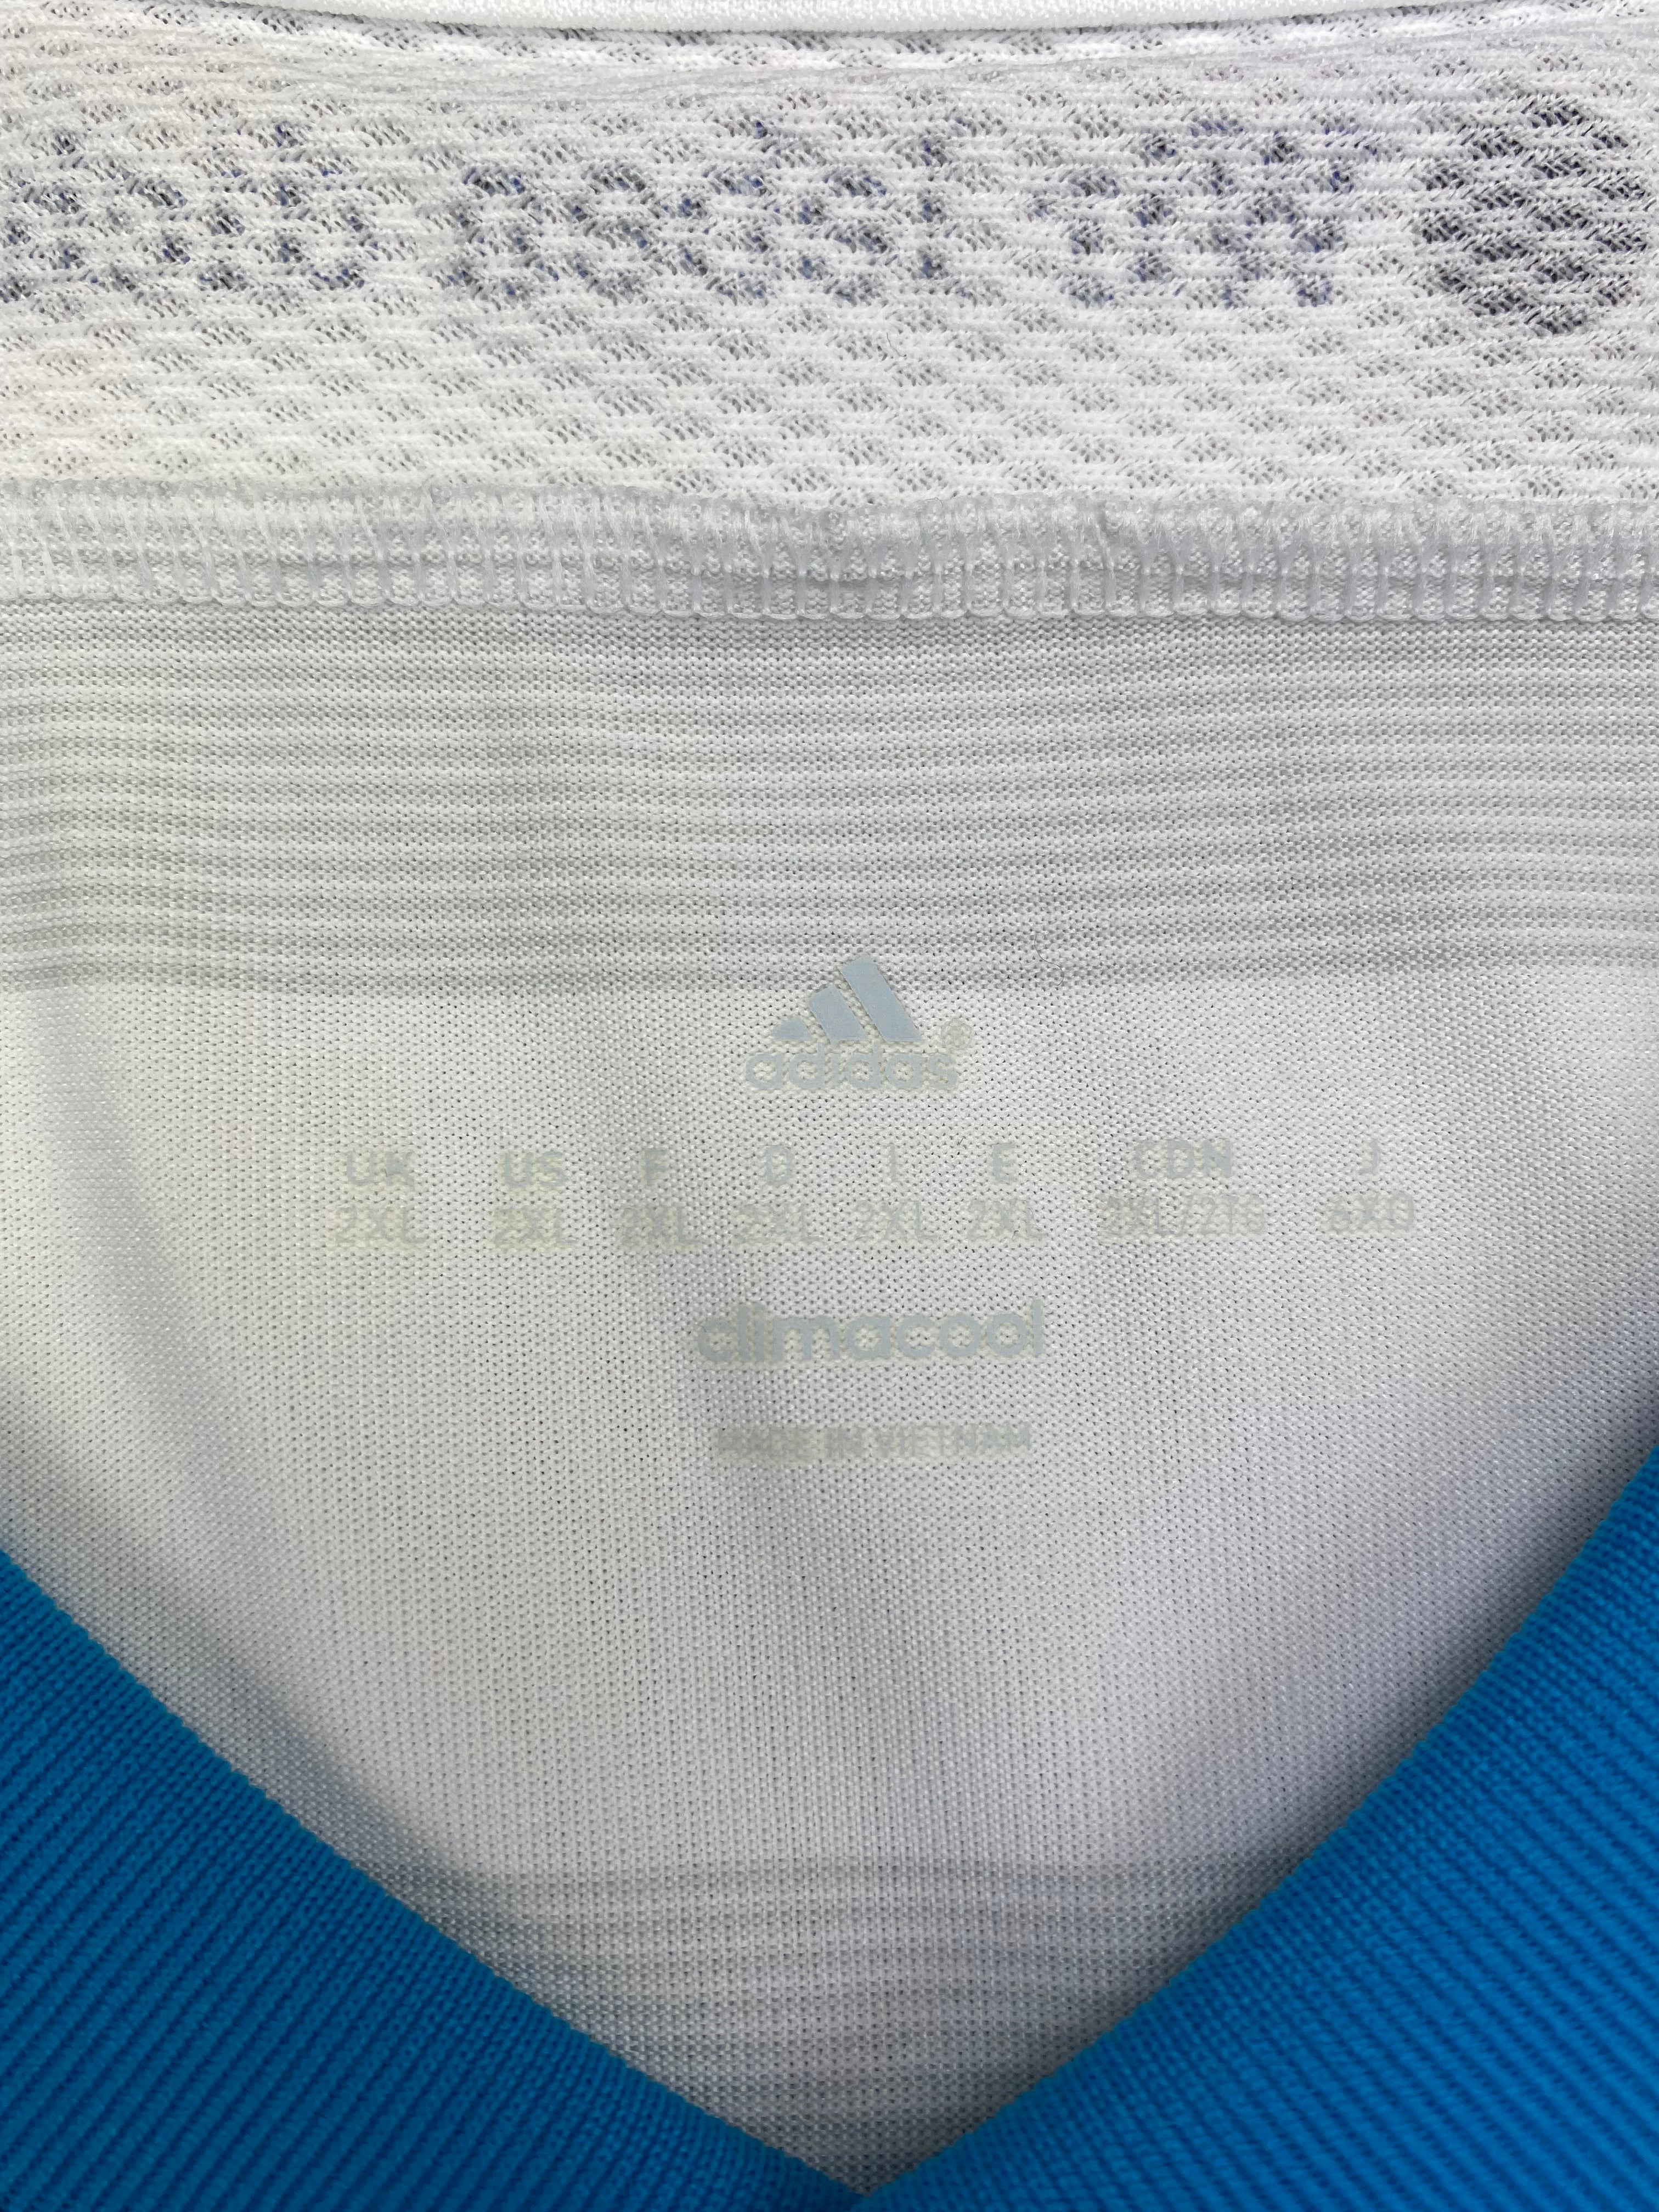 adidas®
UK US F D I E CDN J
2XL 2XL 2XL 2XL 2XL 2XL 2XL/2TG 6XO
climacool
MADE IN VIETNAM